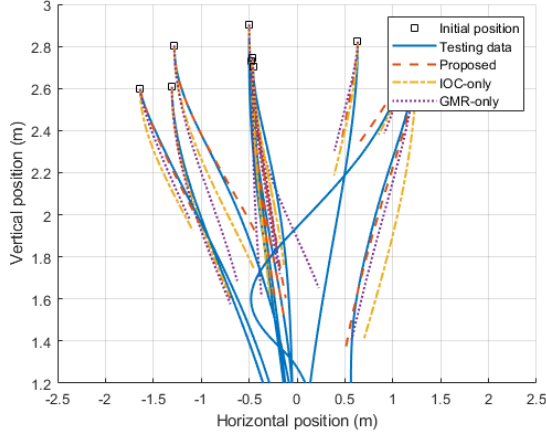 3
2.8
2.6
2.4
2.2
2
1.8
1.6
1.4
1.2
Vertical position (m)
Initial position
Testing data
Proposed
IOC-only
GMR-only
-2.5 -2 -1.5 -1 -0.5 0 0.5 1 1.5 2 2.5
Horizontal position (m)